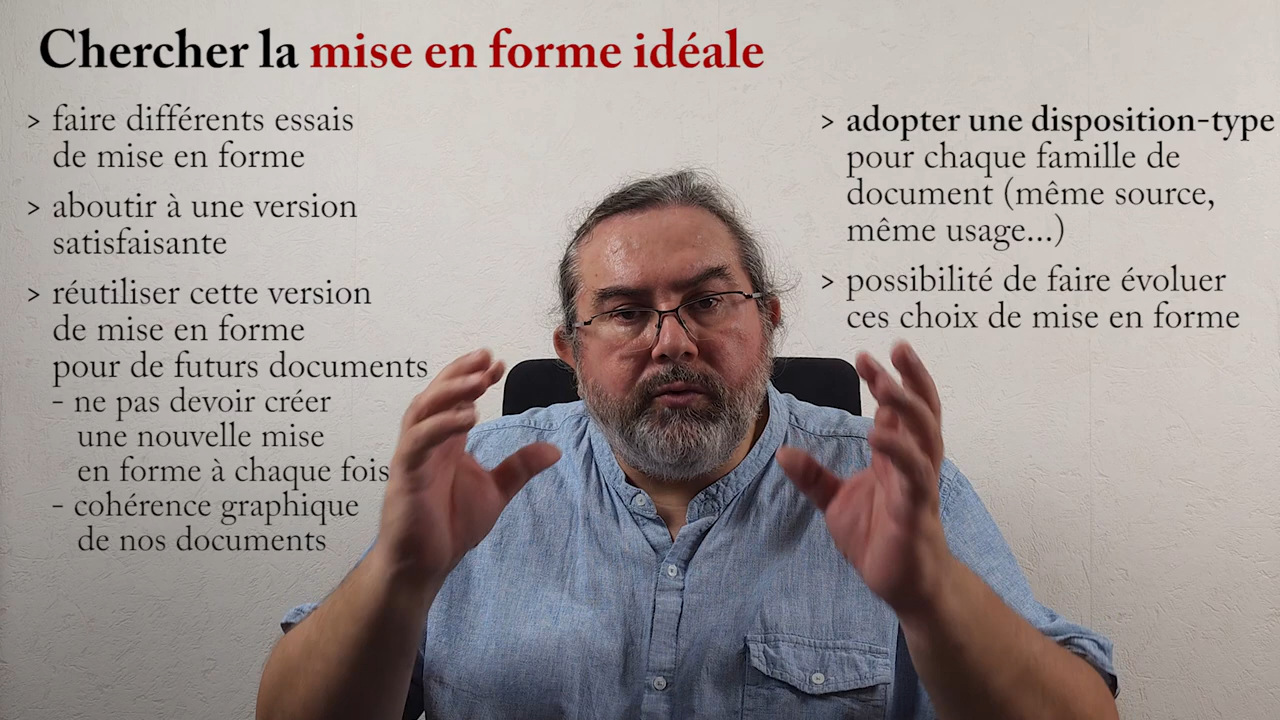 Chercher la mise en forme idéale
> faire différents essais
de mise en forme
> aboutir à une version
satisfaisante
> réutiliser cette version
de mise en forme
pour de futurs documents
- ne pas devoir créer
une nouvelle mise
en forme à chaque fois
- cohérence graphique
de nos documents
> adopter une disposition-type
pour chaque famille de
document (même source,
même usage...)
> possibilité de faire évoluer
ces choix de mise en forme